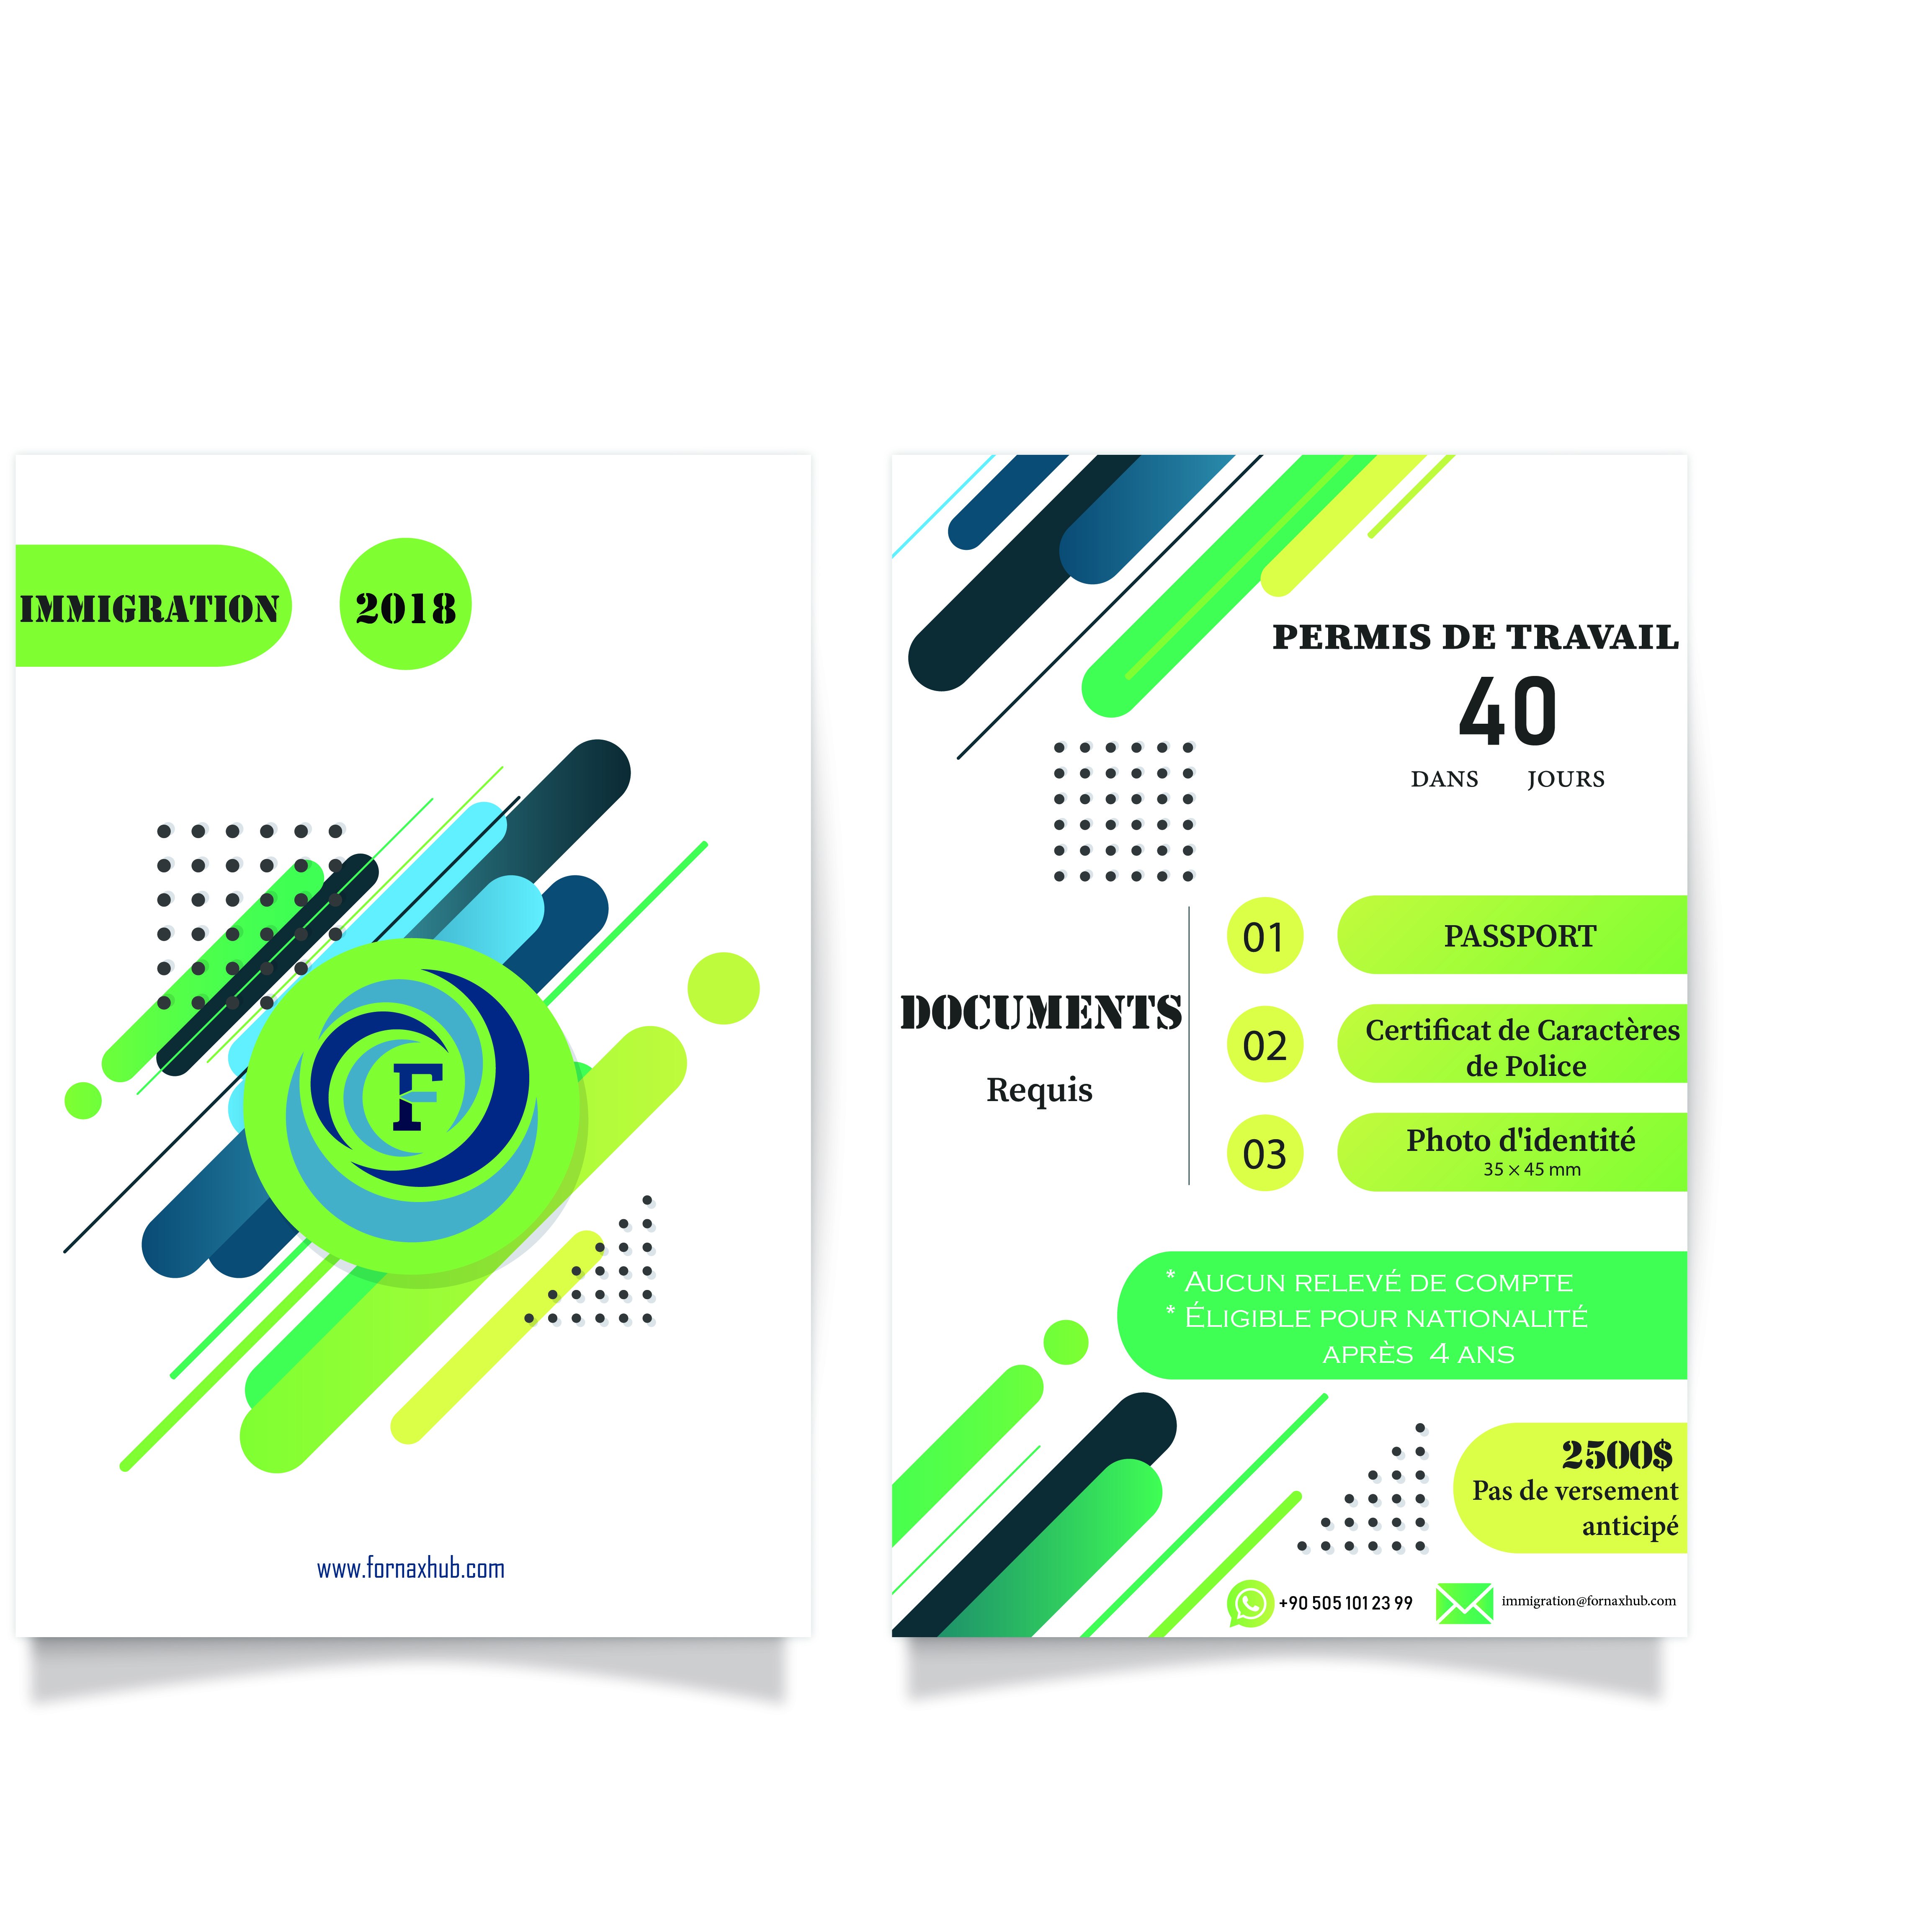 IMMIGRATION
2018
F
www.fornaxhub.com
PERMIS DE TRAVAIL
40
DANS JOURS
DOCUMENTS
Requis
01
PASSPORT
02
Certificat de Caractères
de Police
03
Photo d'identité
35 × 45 mm
* AUCUN RELEVÉ DE COMPTE
* ÉLIGIBLE POUR NATIONALITÉ
APRÈS 4 ANS
2500$
Pas de versement
anticipé
+90 505 101 23 99
immigration@fornaxhub.com